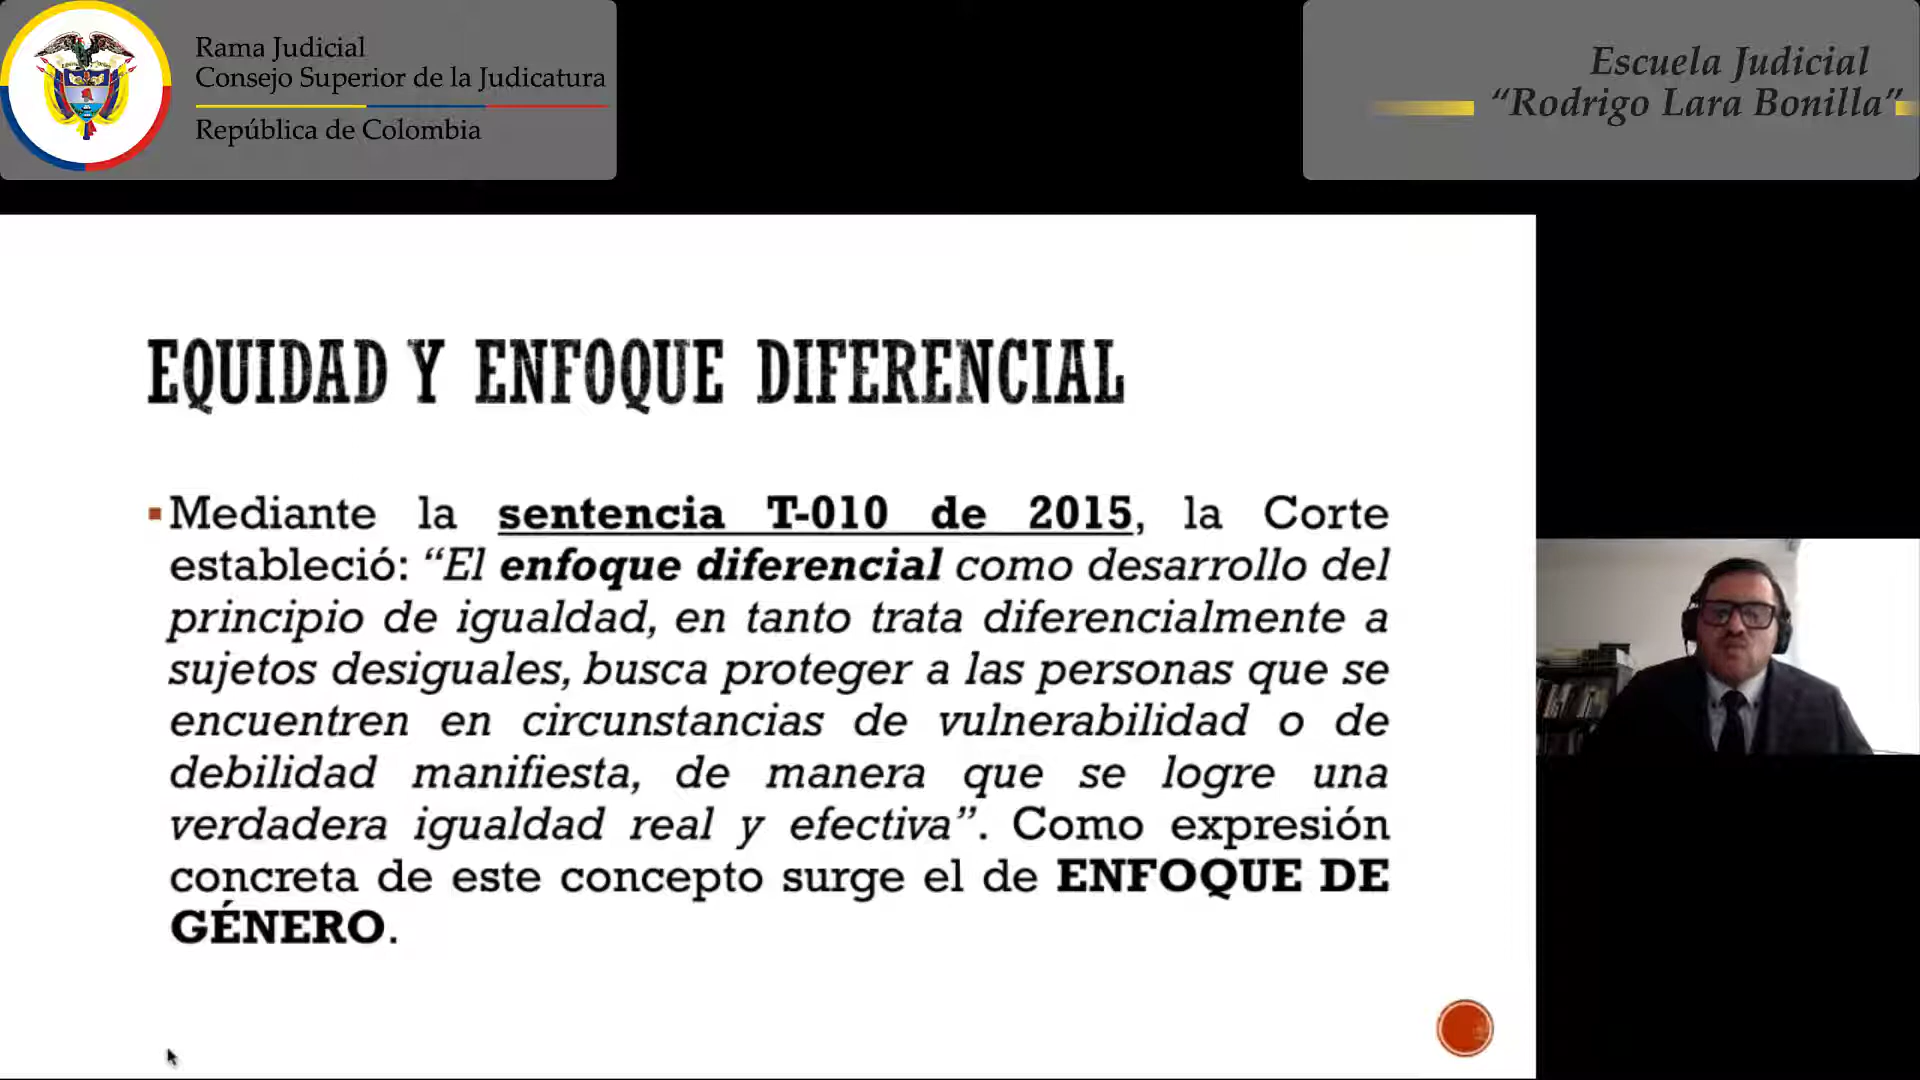 Rama Judicial
Consejo Superior de la Judicatura
República de Colombia
Escuela Judicial
“Rodrigo Lara Bonilla”
EQUIDAD Y ENFOQUE DIFERENCIAL
▪Mediante la sentencia T-010 de 2015, la Corte
estableció: “El enfoque diferencial como desarrollo del
principio de igualdad, en tanto trata diferencialmente a
sujetos desiguales, busca proteger a las personas que se
encuentren en circunstancias de vulnerabilidad o de
debilidad manifiesta, de manera que se logre una
verdadera igualdad real y efectiva”. Como expresión
concreta de este concepto surge el de ENFOQUE DE
GÉNERO.